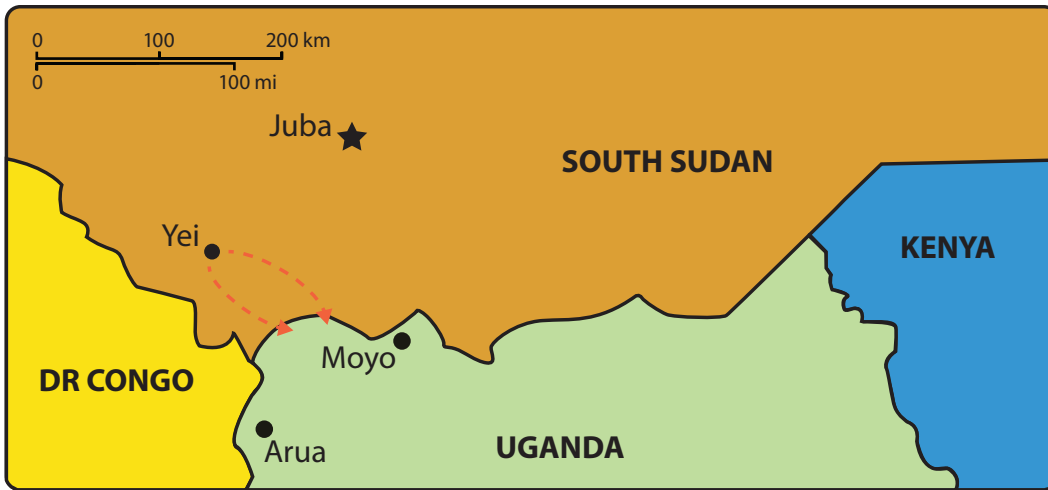 0 100 200 km
0 100 mi
Juba
SOUTH SUDAN
Yei
KENYA
Moyo
DR CONGO
Arua
UGANDA